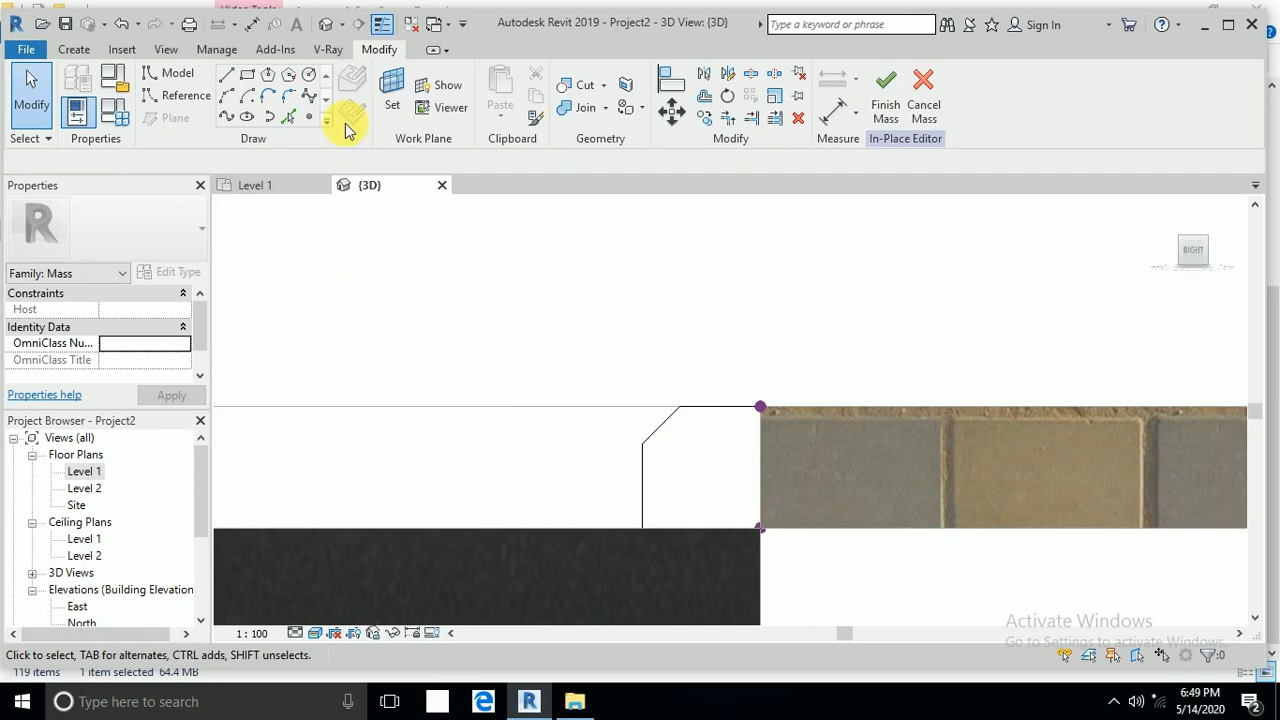 Autodesk Revit 2019 - Project2 - 3D View: {3D}
Type a keyword or phrase
Sign In
File
Create
Insert
View
Manage
Add-Ins
V-Ray
Modify
Modify
Model
Reference
Plane
Set
Show
Viewer
Paste
Cut
Join
Finish Mass
Cancel Mass
Select
Properties
Draw
Work Plane
Clipboard
Geometry
Modify
Measure
In-Place Editor
Properties
Level 1
{3D}
RIGHT
Family: Mass
Edit Type
Constraints
Host
Identity Data
OmniClass Nu...
OmniClass Title
Properties help
Apply
Project Browser - Project2
Views (all)
Floor Plans
Level 1
Level 2
Site
Ceiling Plans
Level 1
Level 2
3D Views
Elevations (Building Elevation
East
North
1 : 100
Activate Windows
Go to Settings to activate Windows.
Click to select, TAB for alternates, CTRL adds, SHIFT unselects.
:0
119 items
1 item selected 64.4 MB
Type here to search
6:49 PM
5/14/2020
2